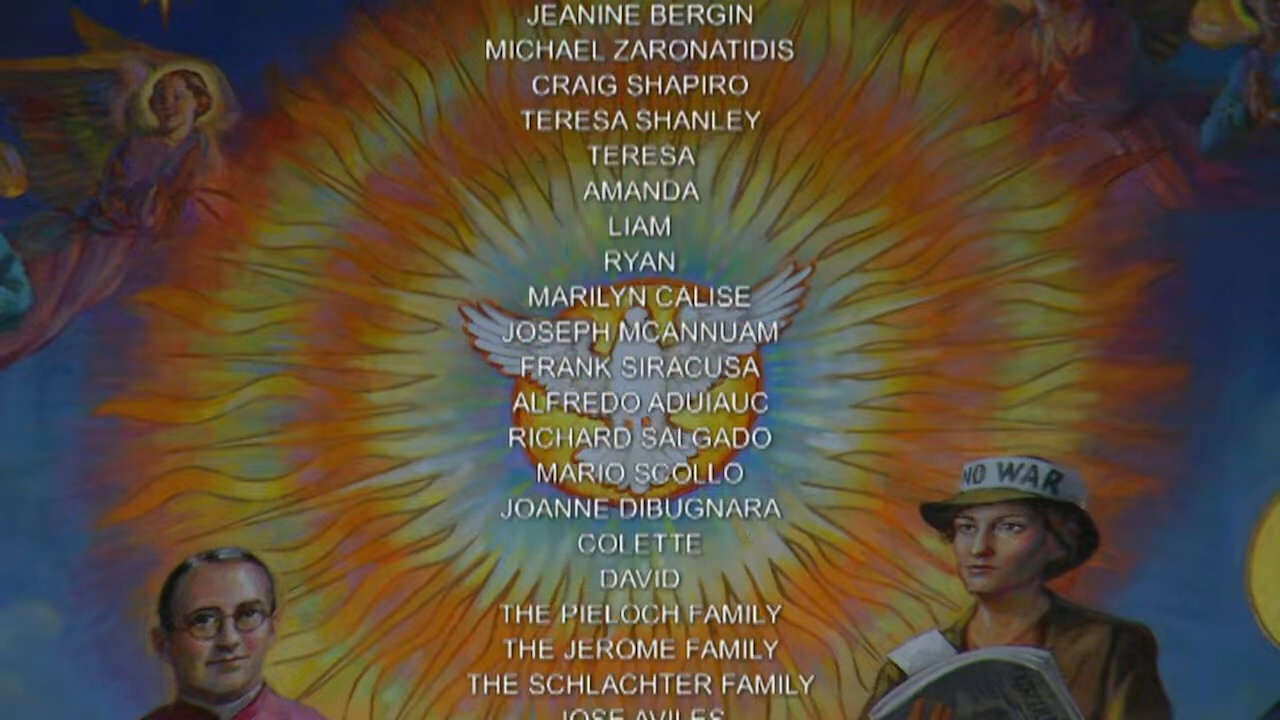 JEANINE BERGIN
MICHAEL ZARONATIDIS
CRAIG SHAPIRO
TERESA SHANLEY
TERESA
AMANDA
LIAM
RYAN
MARILYN CALISE
JOSEPH MCANNUAM
FRANK SIRACUSA
ALFREDO ADUIAUC
RICHARD SALGADO
MARIO SCOLLO
JOANNE DIBUGNARA
COLETTE
DAVID
THE PIELOCH FAMILY
THE JEROME FAMILY
THE SCHLACHTER FAMILY
JOSE AVILES
NO WAR